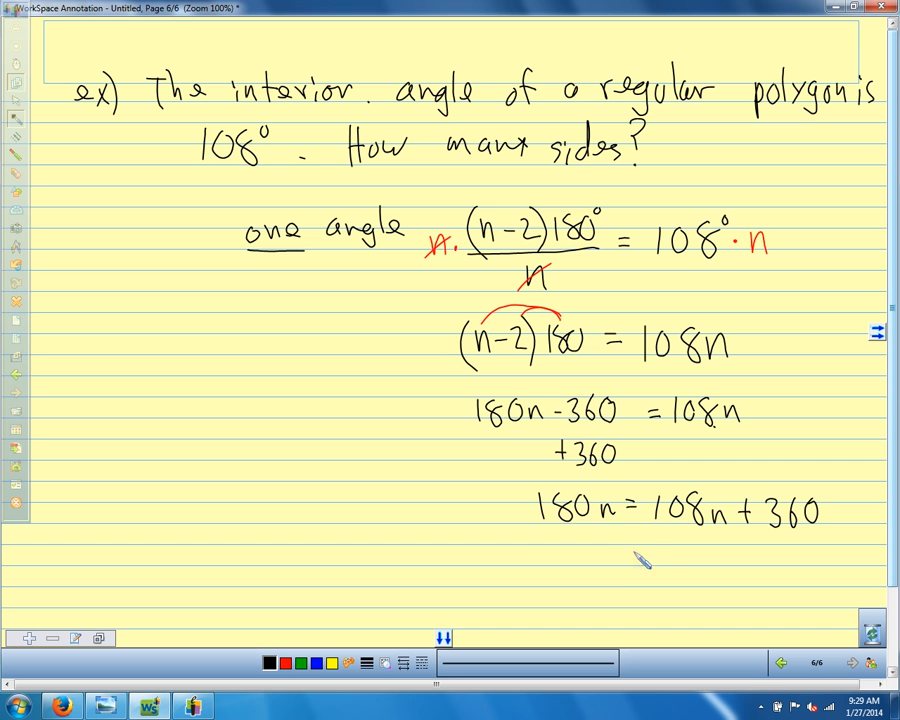 WorkSpace Annotation - Untitled, Page 6/6 (Zoom 100%) *
ex) The interior. angle of a regular polygon is
108° . How many sides?
one angle n · (n-2)180° / n = 108° · n
(n-2)180 = 108n
180n - 360 = 108n
+360
180n = 108n + 360
6/6
9:29 AM
1/27/2014